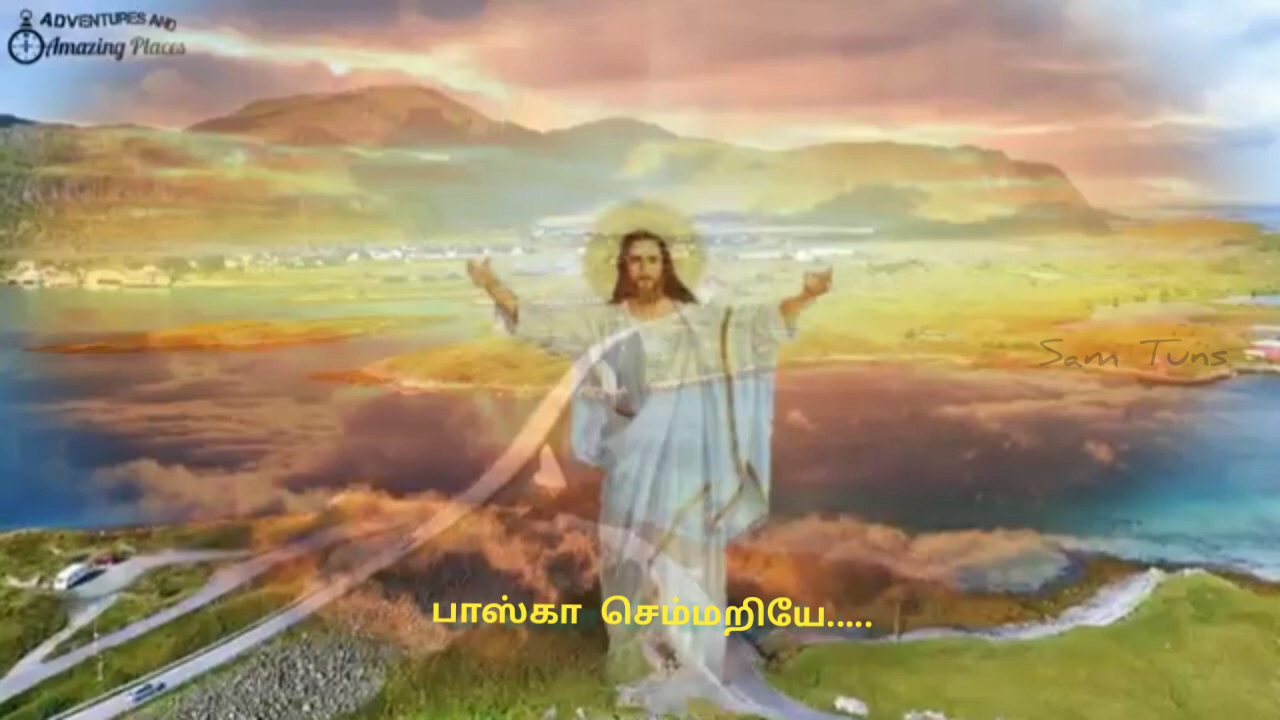 ADVENTURES AND
Amazing Places
Sam Tuns
பாஸ்கா செம்மறியே.....